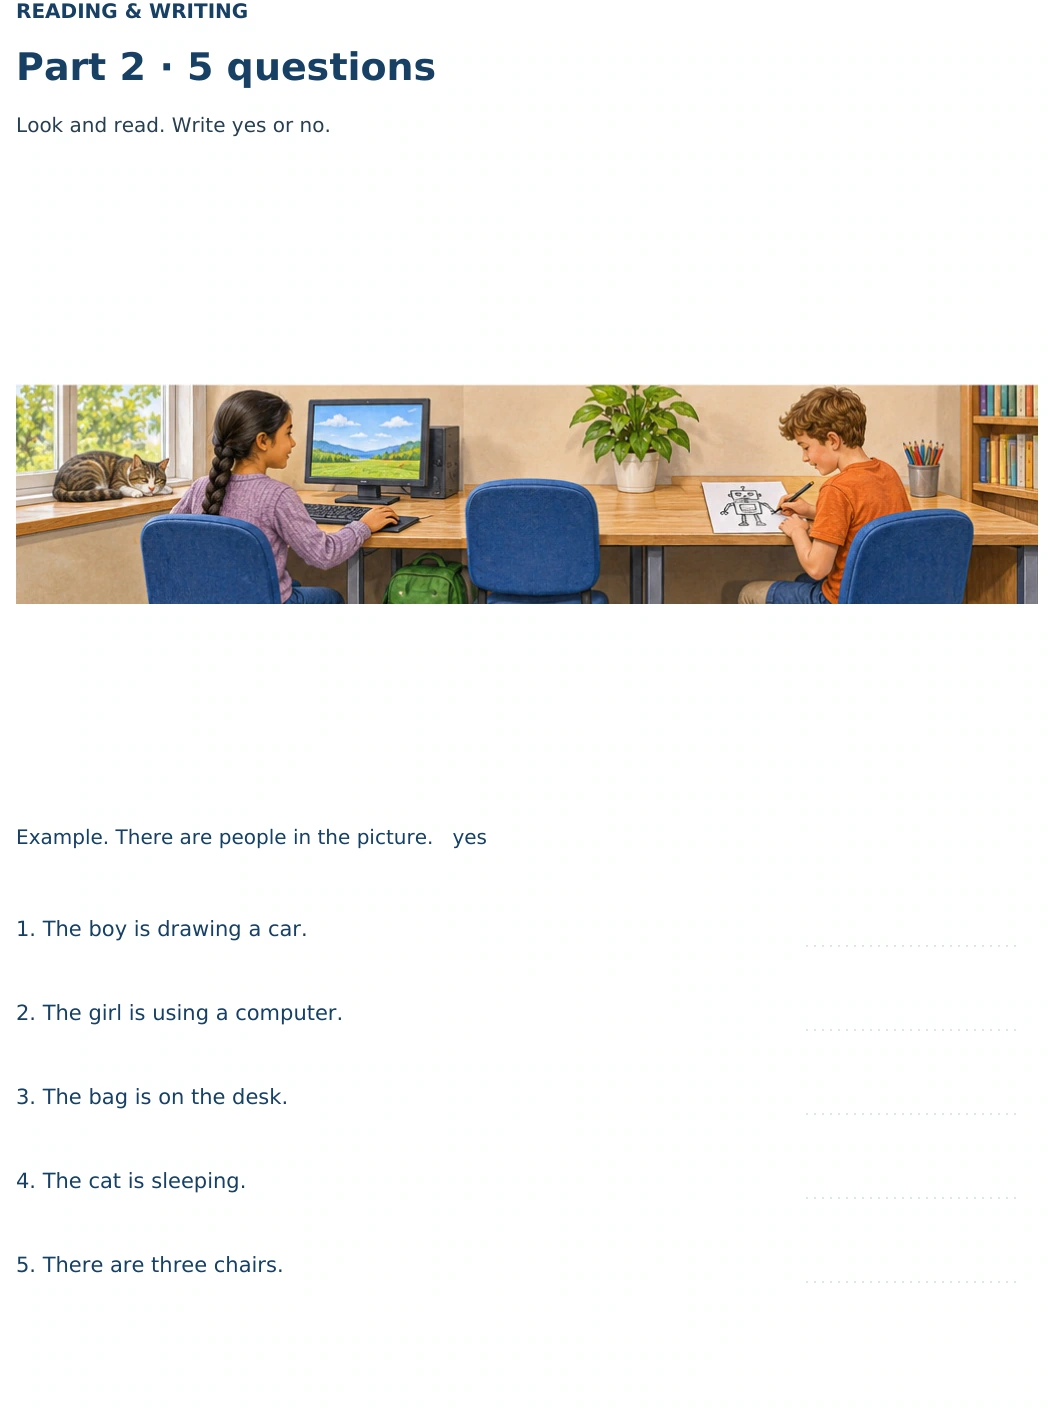 READING & WRITING
Part 2 · 5 questions
Look and read. Write yes or no.
Example. There are people in the picture. yes
1. The boy is drawing a car.
2. The girl is using a computer.
3. The bag is on the desk.
4. The cat is sleeping.
5. There are three chairs.